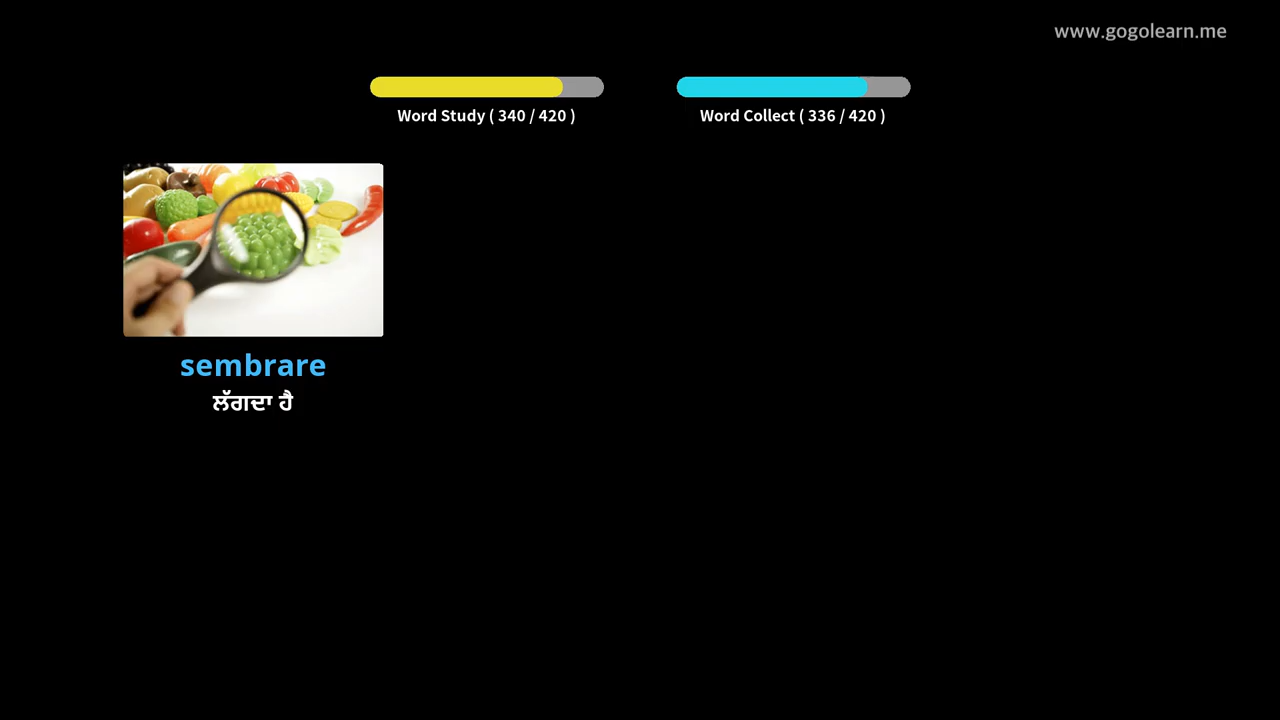 www.gogolearn.me
Word Study ( 340 / 420 )
Word Collect ( 336 / 420 )
sembrare
ਲੱਗਦਾ ਹੈ